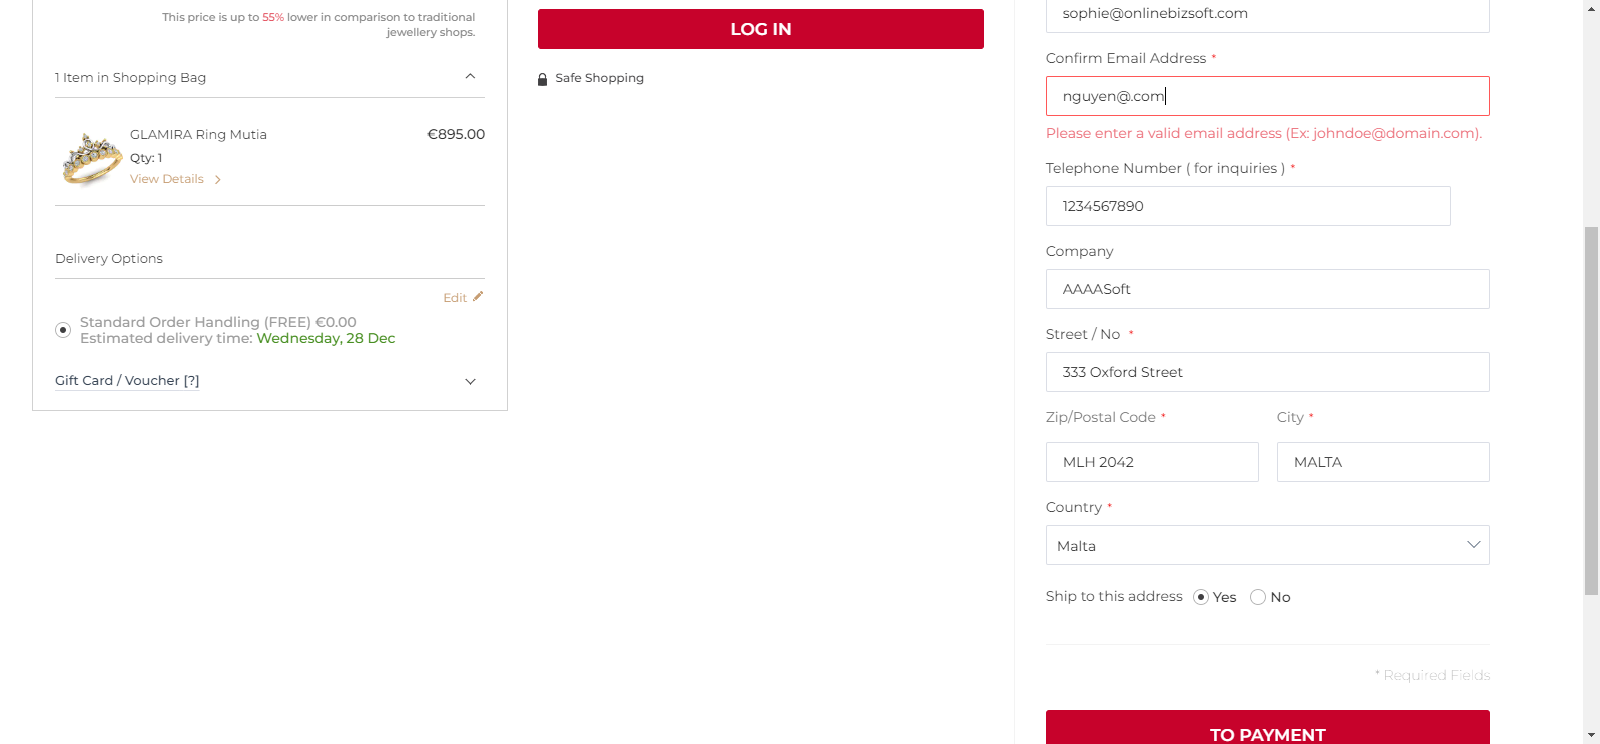 This price is up to 55% lower in comparison to traditional
jewellery shops.
1 Item in Shopping Bag
GLAMIRA Ring Mutia
€895.00
Qty: 1
View Details
Delivery Options
Edit
Standard Order Handling (FREE) €0.00
Estimated delivery time: Wednesday, 28 Dec
Gift Card / Voucher [?]
LOG IN
Safe Shopping
sophie@onlinebizsoft.com
Confirm Email Address *
nguyen@.com
Please enter a valid email address (Ex: johndoe@domain.com).
Telephone Number ( for inquiries ) *
1234567890
Company
AAAASoft
Street / No *
333 Oxford Street
Zip/Postal Code *
City *
MLH 2042
MALTA
Country *
Malta
Ship to this address Yes No
* Required Fields
TO PAYMENT